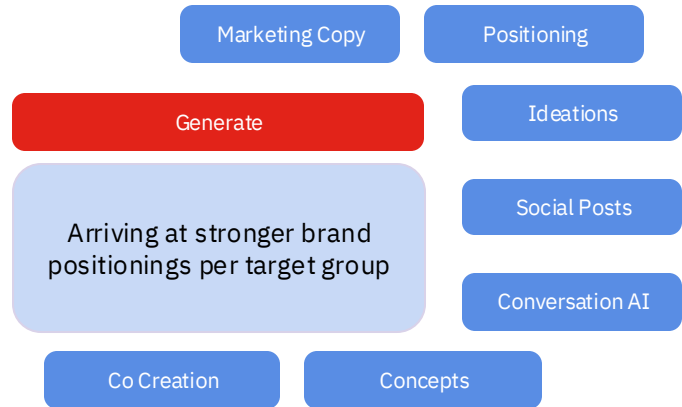 Marketing Copy
Positioning
Generate
Ideations
Arriving at stronger brand
positionings per target group
Social Posts
Conversation AI
Co Creation
Concepts